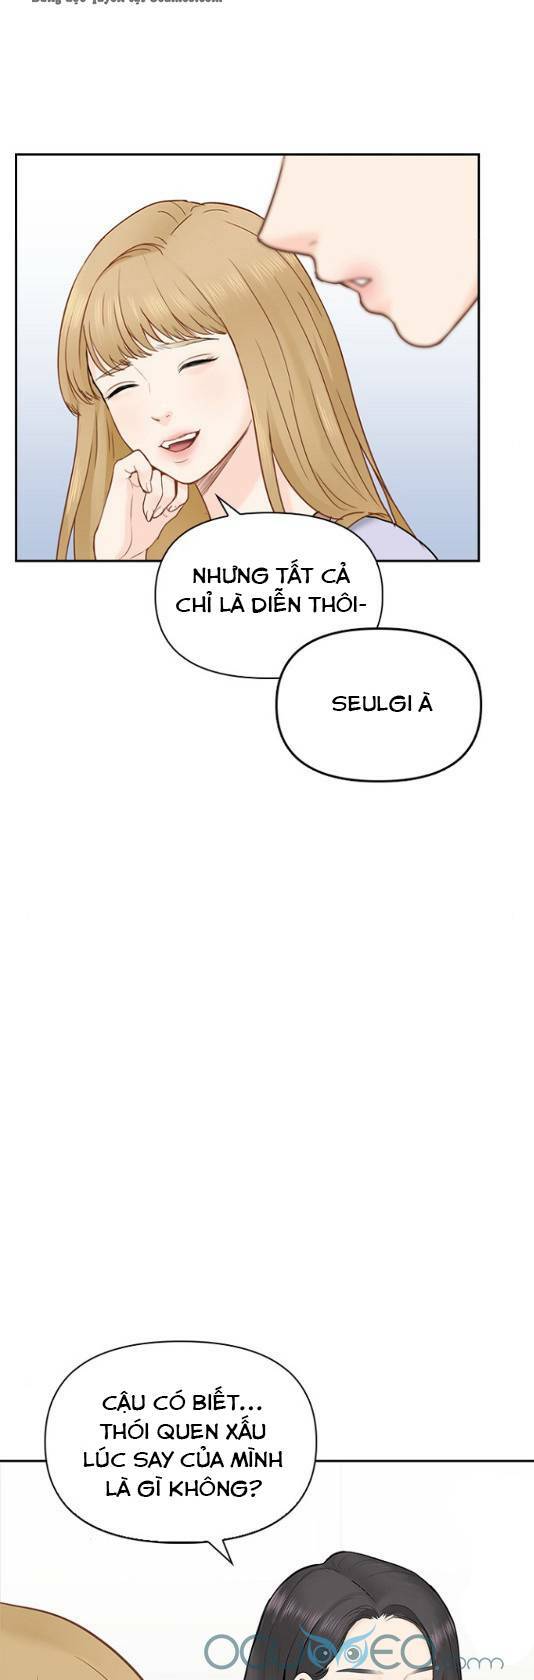 NHƯNG TẤT CẢ
CHỈ LÀ DIỄN THÔI-
SEULGI À
CẬU CÓ BIẾT...
THÓI QUEN XẤU
LÚC SAY CỦA MÌNH
LÀ GÌ KHÔNG?